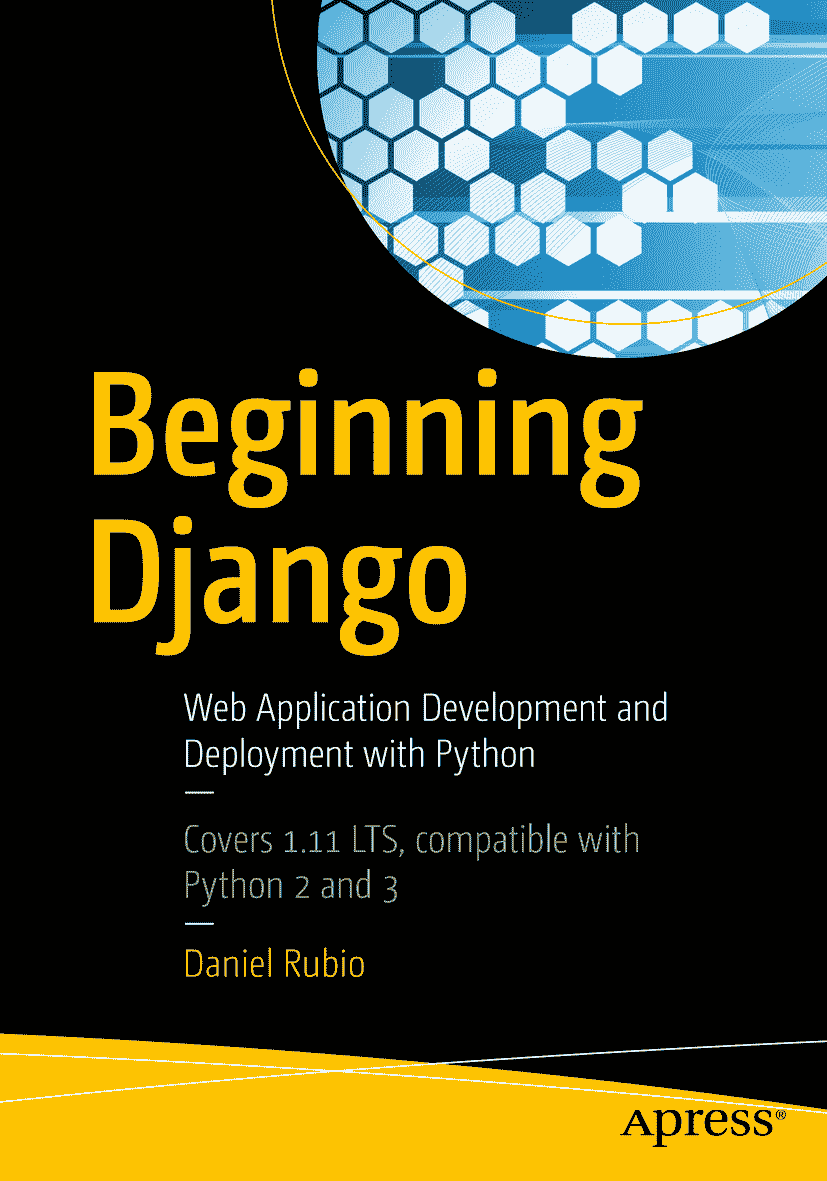 Beginning
Django
Web Application Development and
Deployment with Python
Covers 1.11 LTS, compatible with
Python 2 and 3
Daniel Rubio
Apress®